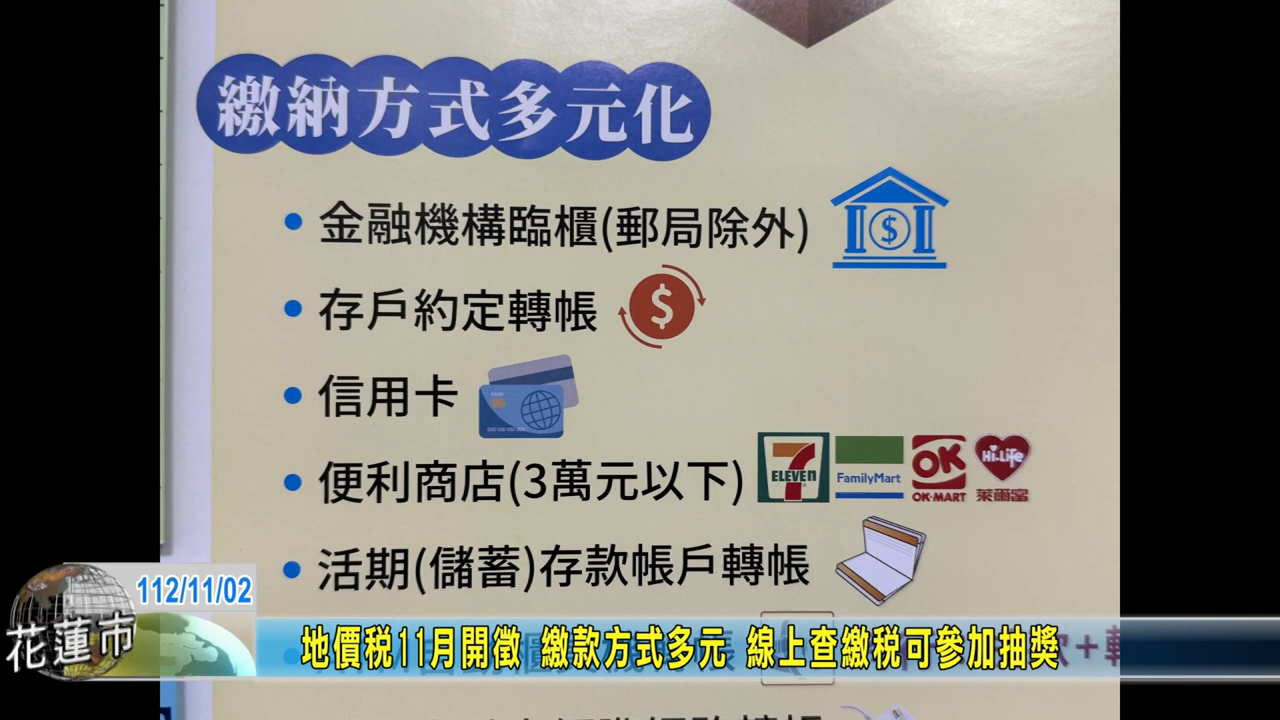 繳納方式多元化
金融機構臨櫃(郵局除外)
存戶約定轉帳
信用卡
便利商店(3萬元以下)
7
ELEVEN
FamilyMart
OK
OK·MART
Hi-Life
萊爾富
活期(儲蓄)存款帳戶轉帳
112/11/02
花蓮市
地價稅11月開徵 繳款方式多元 線上查繳稅可參加抽獎